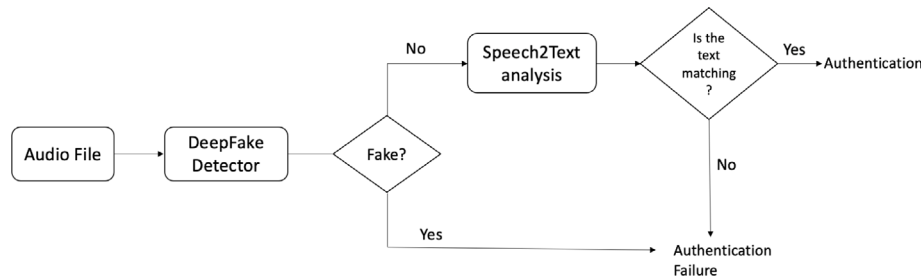 Audio File
DeepFake
Detector
Fake?
No
Yes
Speech2Text
analysis
Is the
text
matching
?
Yes
Authentication
No
Authentication
Failure